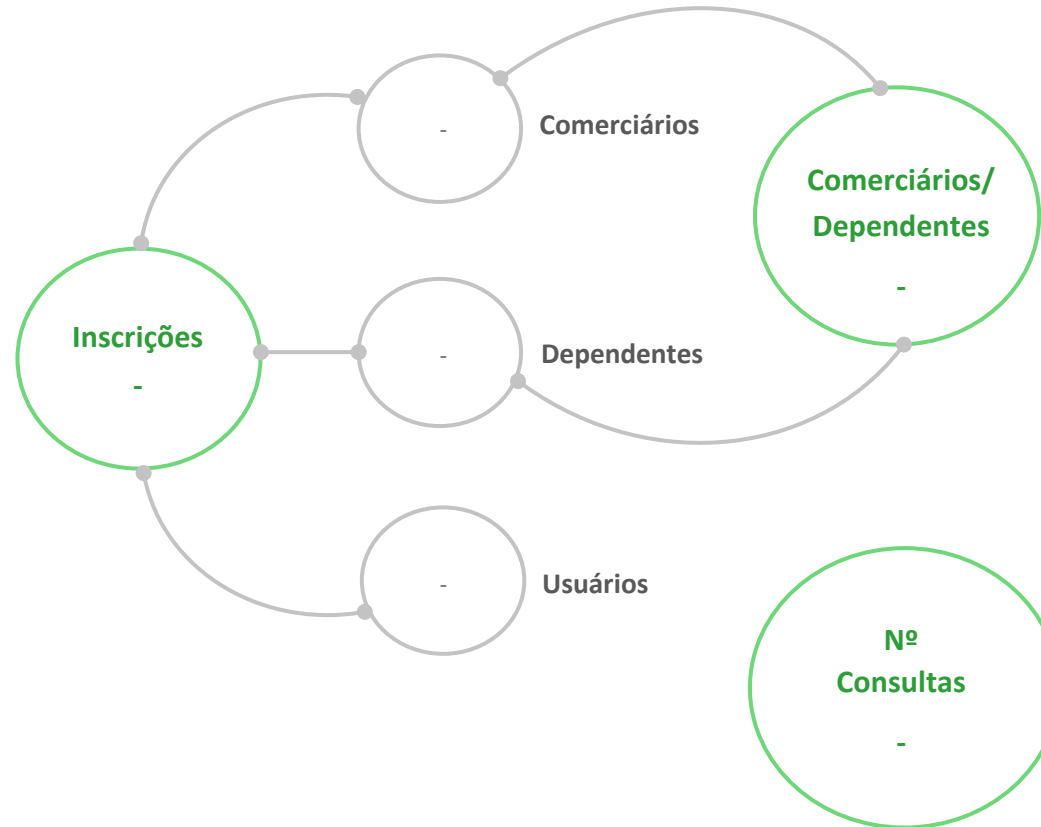 -
Comerciários
Comerciários/
Dependentes
-
Inscrições
-
-
Dependentes
-
Usuários
Nº
Consultas
-